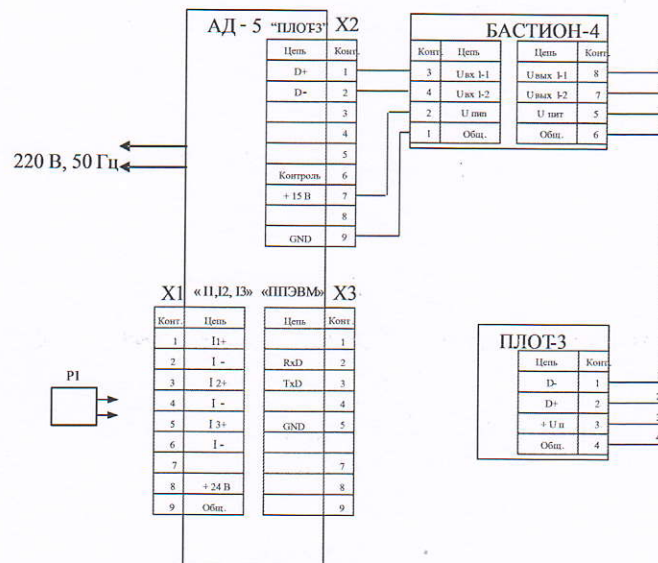 АД - 5 "ПЛОТ-3" X2
Цепь Конт.
D+ 1
D- 2
3
4
5
Контроль 6
+ 15 В 7
8
GND 9
БАСТИОН-4
Конт. Цепь Цепь Конт.
3 Uвх 1-1 Uвых 1-1 8
4 Uвх 1-2 Uвых 1-2 7
2 U пит U пит 5
1 Общ. Общ. 6
220 В, 50 Гц
X1 «I1,I2, I3» «ППЭВМ» X3
Конт. Цепь Цепь Конт.
1 I1+ 1
2 I - RxD 2
3 I 2+ TxD 3
4 I - 4
5 I 3+ GND 5
6 I -
7 7
8 + 24 В 8
9 Общ. 9
PI
ПЛОТ-3
Цепь Конт.
D- 1
D+ 2
+ U п 3
Общ. 4